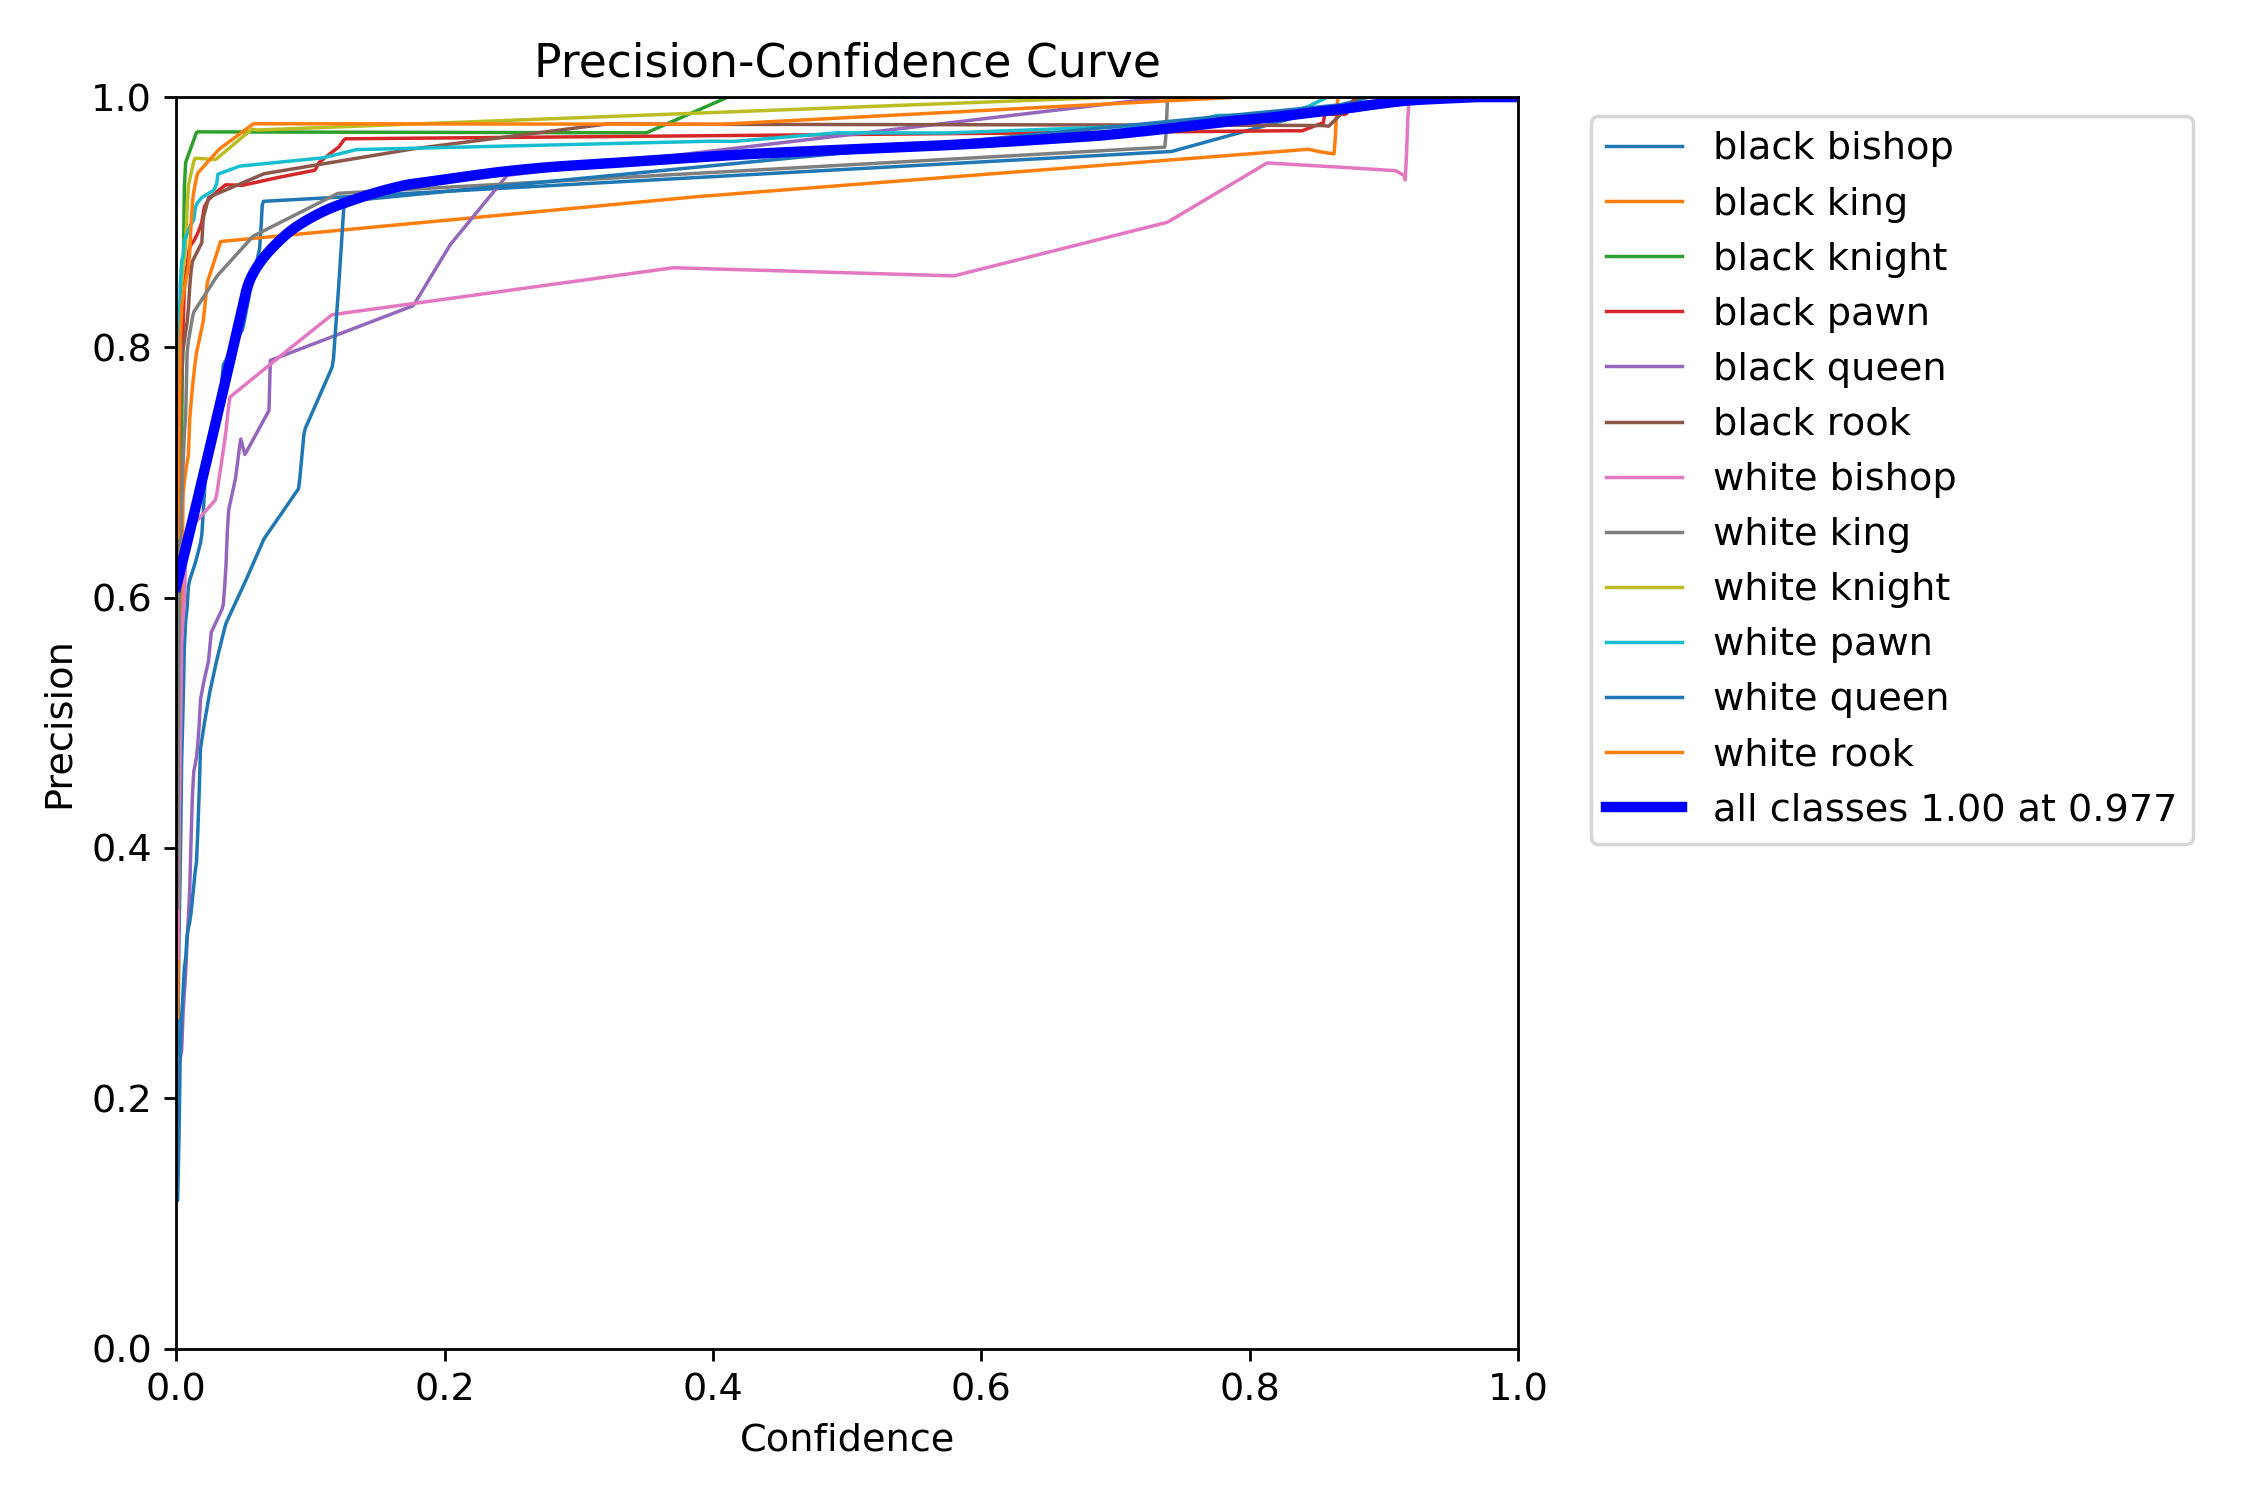 Precision-Confidence Curve
1.0
0.8
0.6
0.4
0.2
0.0
Precision
0.0 0.2 0.4 0.6 0.8 1.0
Confidence
black bishop
black king
black knight
black pawn
black queen
black rook
white bishop
white king
white knight
white pawn
white queen
white rook
all classes 1.00 at 0.977